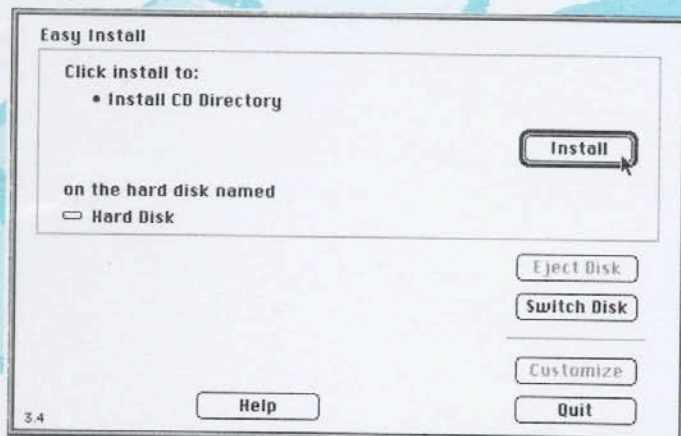 Easy Install
Click install to:
• Install CD Directory
Install
on the hard disk named
Hard Disk
Eject Disk
Switch Disk
Customize
Help
Quit
3.4